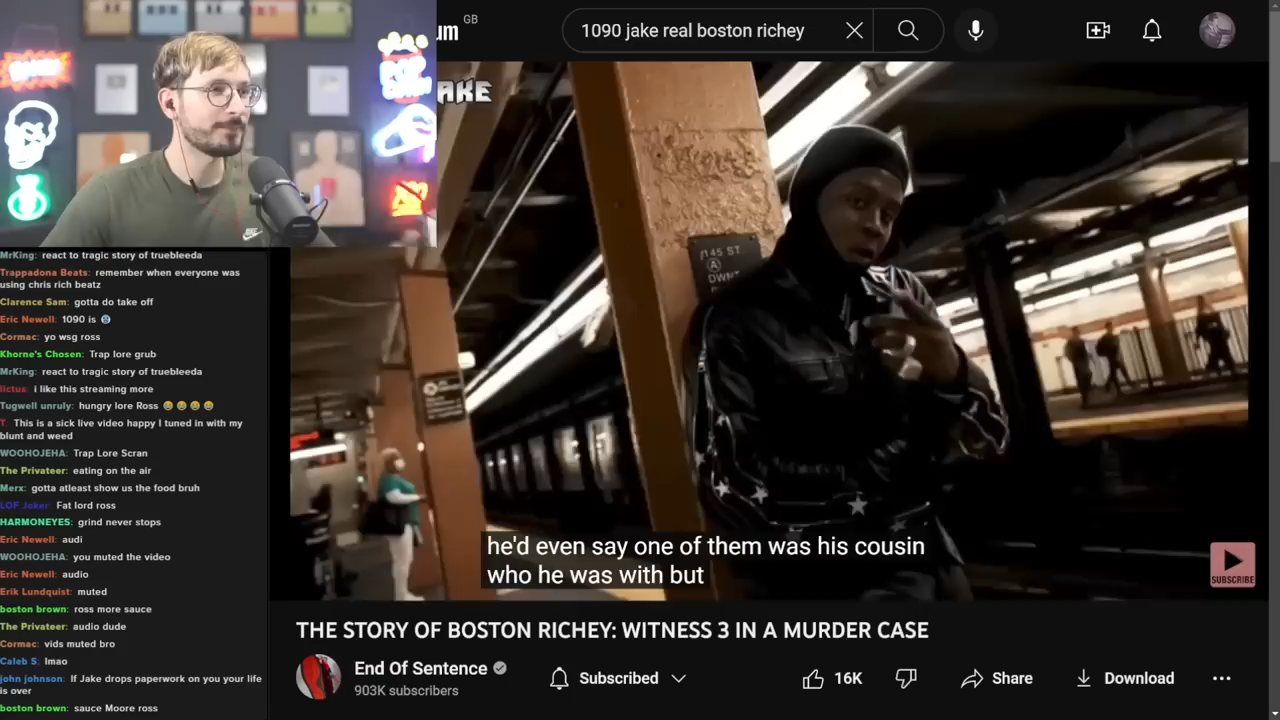 um GB
1090 jake real boston richey
AKE
145 ST.
A
DWNT
he'd even say one of them was his cousin
who he was with but
SUBSCRIBE
THE STORY OF BOSTON RICHEY: WITNESS 3 IN A MURDER CASE
End Of Sentence
903K subscribers
Subscribed
16K
Share
Download
MrKing: react to tragic story of truebleeda
Trappadona Beats: remember when everyone was
using chris rich beatz
Clarence Sam: gotta do take off
Eric Newell: 1090 is 🥶
Cormac: yo wsg ross
Khorne's Chosen: Trap lore grub
MrKing: react to tragic story of truebleeda
lictus: i like this streaming more
Tugwell unruly: hungry lore Ross 😂 😂 😂 😂
T: This is a sick live video happy I tuned in with my
blunt and weed
WOOHOJEHA: Trap Lore Scran
The Privateer: eating on the air
Merx: gotta atleast show us the food bruh
LOF Joker: Fat lord ross
HARMONEYES: grind never stops
Eric Newell: audi
WOOHOJEHA: you muted the video
Eric Newell: audio
Erik Lundquist: muted
boston brown: ross more sauce
The Privateer: audio dude
Cormac: vids muted bro
Caleb S: lmao
john johnson: If Jake drops paperwork on you your life
is over
boston brown: sauce Moore ross